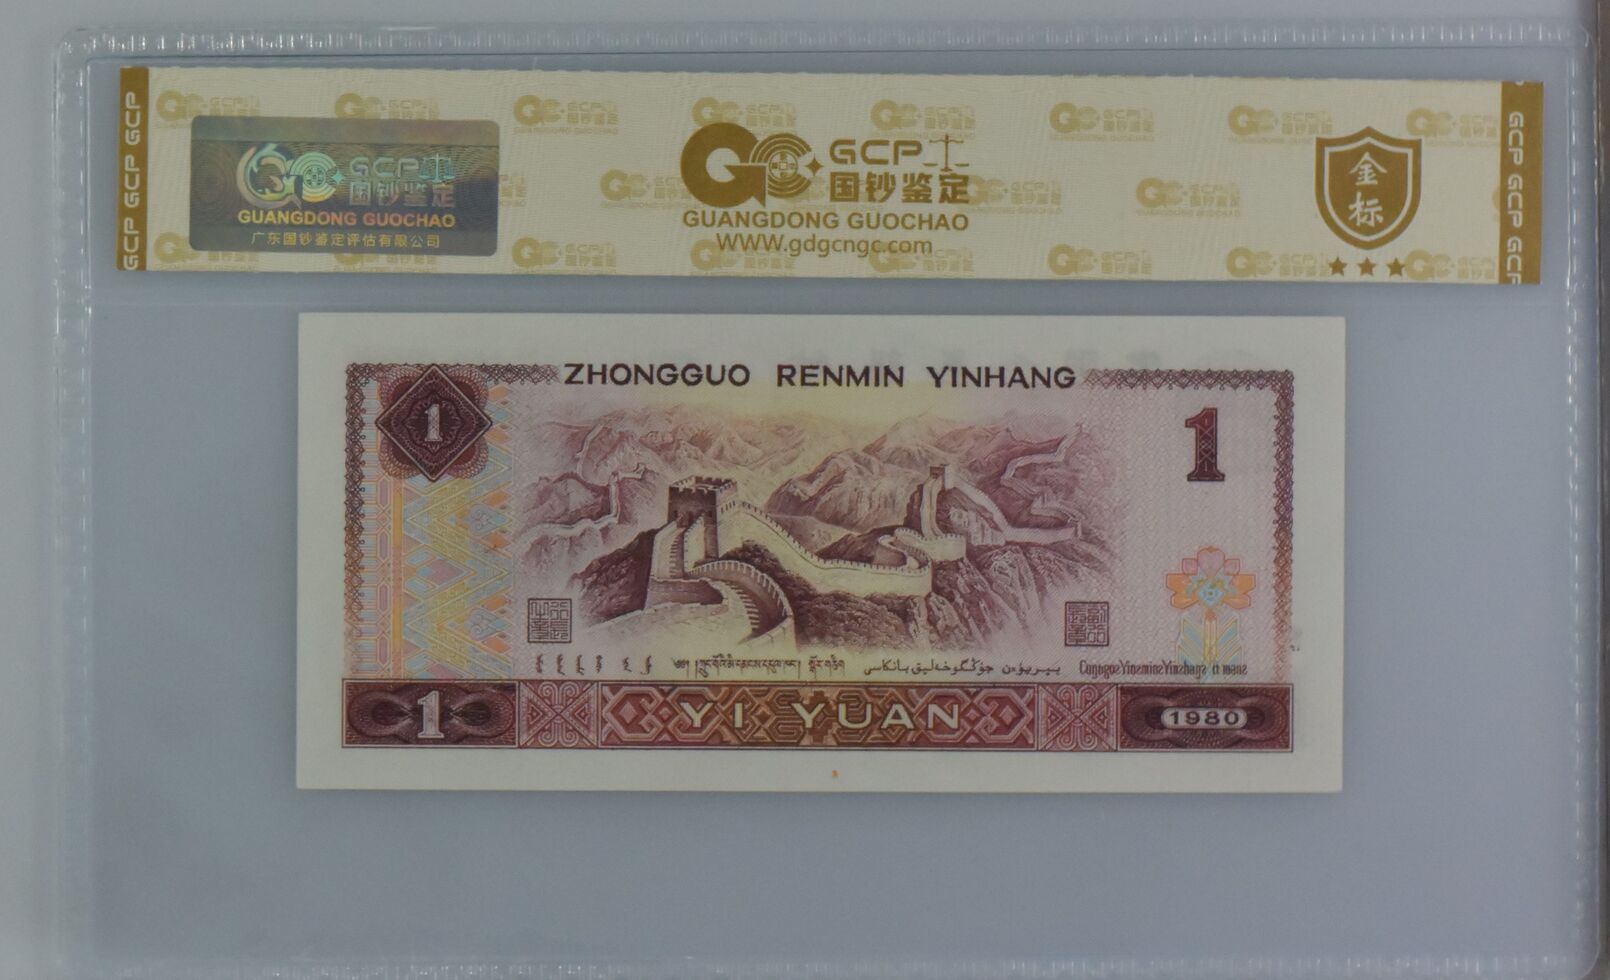 GCP GCP GCP
GCP 国钞鉴定
GUANGDONG GUOCHAO
广东国钞鉴定评估有限公司
GCP
国钞鉴定
GUANGDONG GUOCHAO
WWW.gdgcngc.com
金标
GCP GCP GCP
ZHONGGUO RENMIN YINHANG
1
1
1
YI YUAN
1980